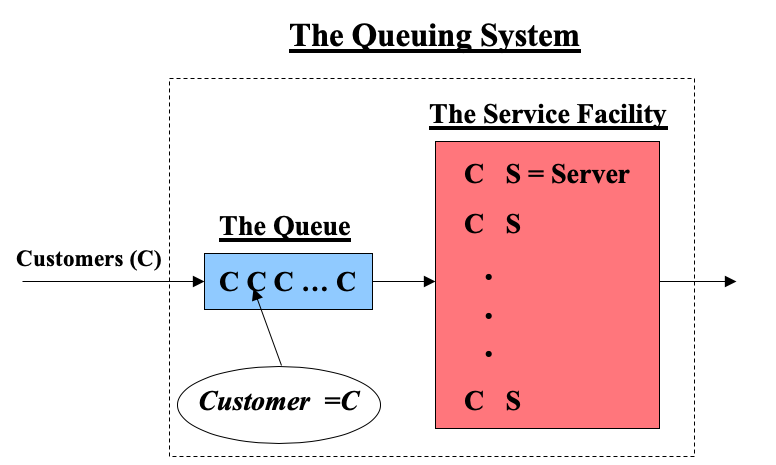 The Queuing System
The Service Facility
C S = Server
C S
.
.
.
C S
The Queue
Customers (C)
C C C ... C
Customer =C